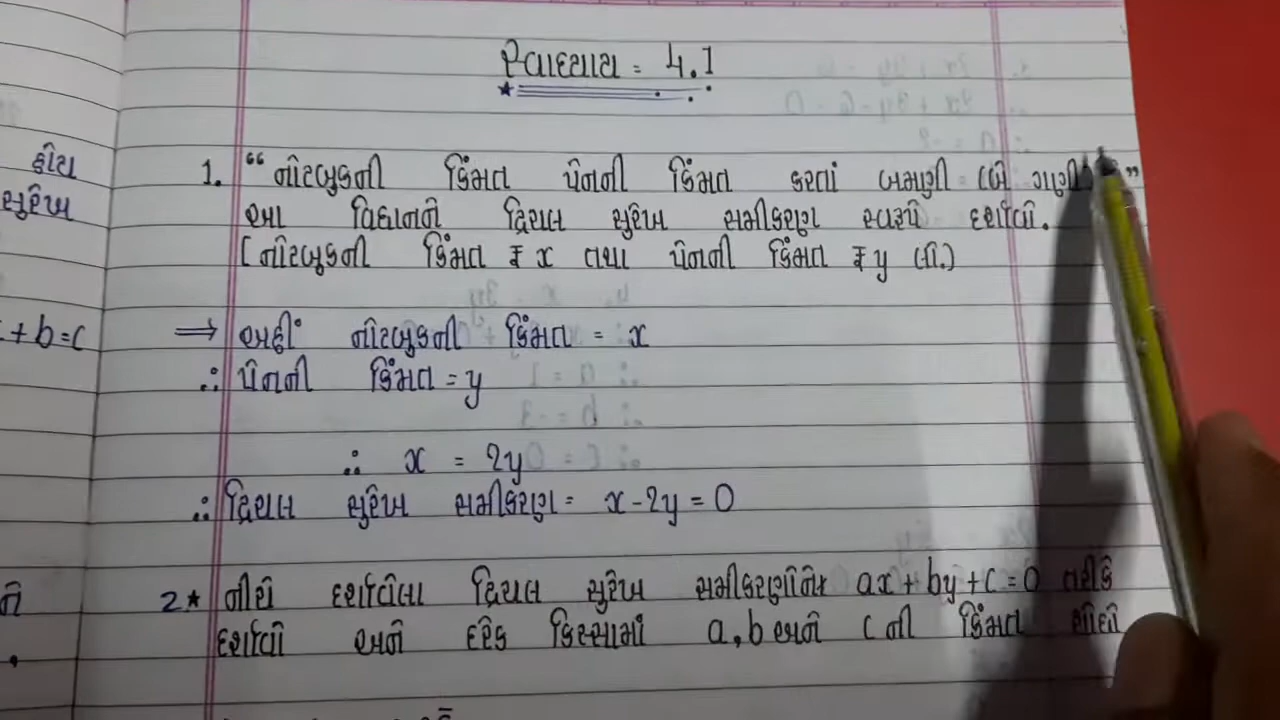 સ્વાધ્યાય = 4.1
1. “નોટબુકની કિંમત પેનની કિંમત કરતાં બમણી (બે ગણી ”
આ વિધાનને દ્વિચલ સુરેખ સમીકરણ સ્વરૂપે દર્શાવો.
(નોટબુકની કિંમત ₹ x તથા પેનની કિંમત ₹ y લો.)
⇒ અહીં નોટબુકની કિંમત = x
∴ પેનની કિંમત = y
∴ x = 2y
∴ દ્વિચલ સુરેખ સમીકરણ = x - 2y = 0
2* નીચે દર્શાવેલા દ્વિચલ સુરેખ સમીકરણોને ax + by + c = 0 તરીકે
દર્શાવો અને દરેક કિસ્સામાં a, b અને c ની કિંમત શોધો
સુરેખ
+ b = c